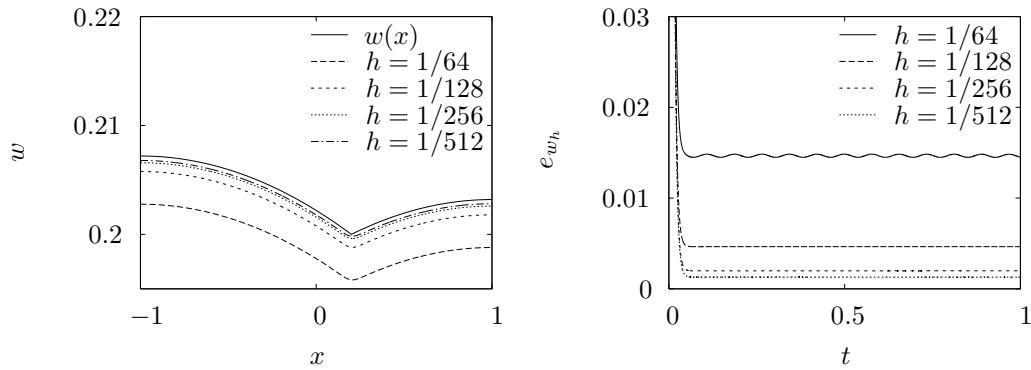 0.22
0.21
0.2
w
−1
0
1
x
w(x)
h = 1/64
h = 1/128
h = 1/256
h = 1/512
0.03
0.02
0.01
0
e_{w_h}
0
0.5
1
t
h = 1/64
h = 1/128
h = 1/256
h = 1/512